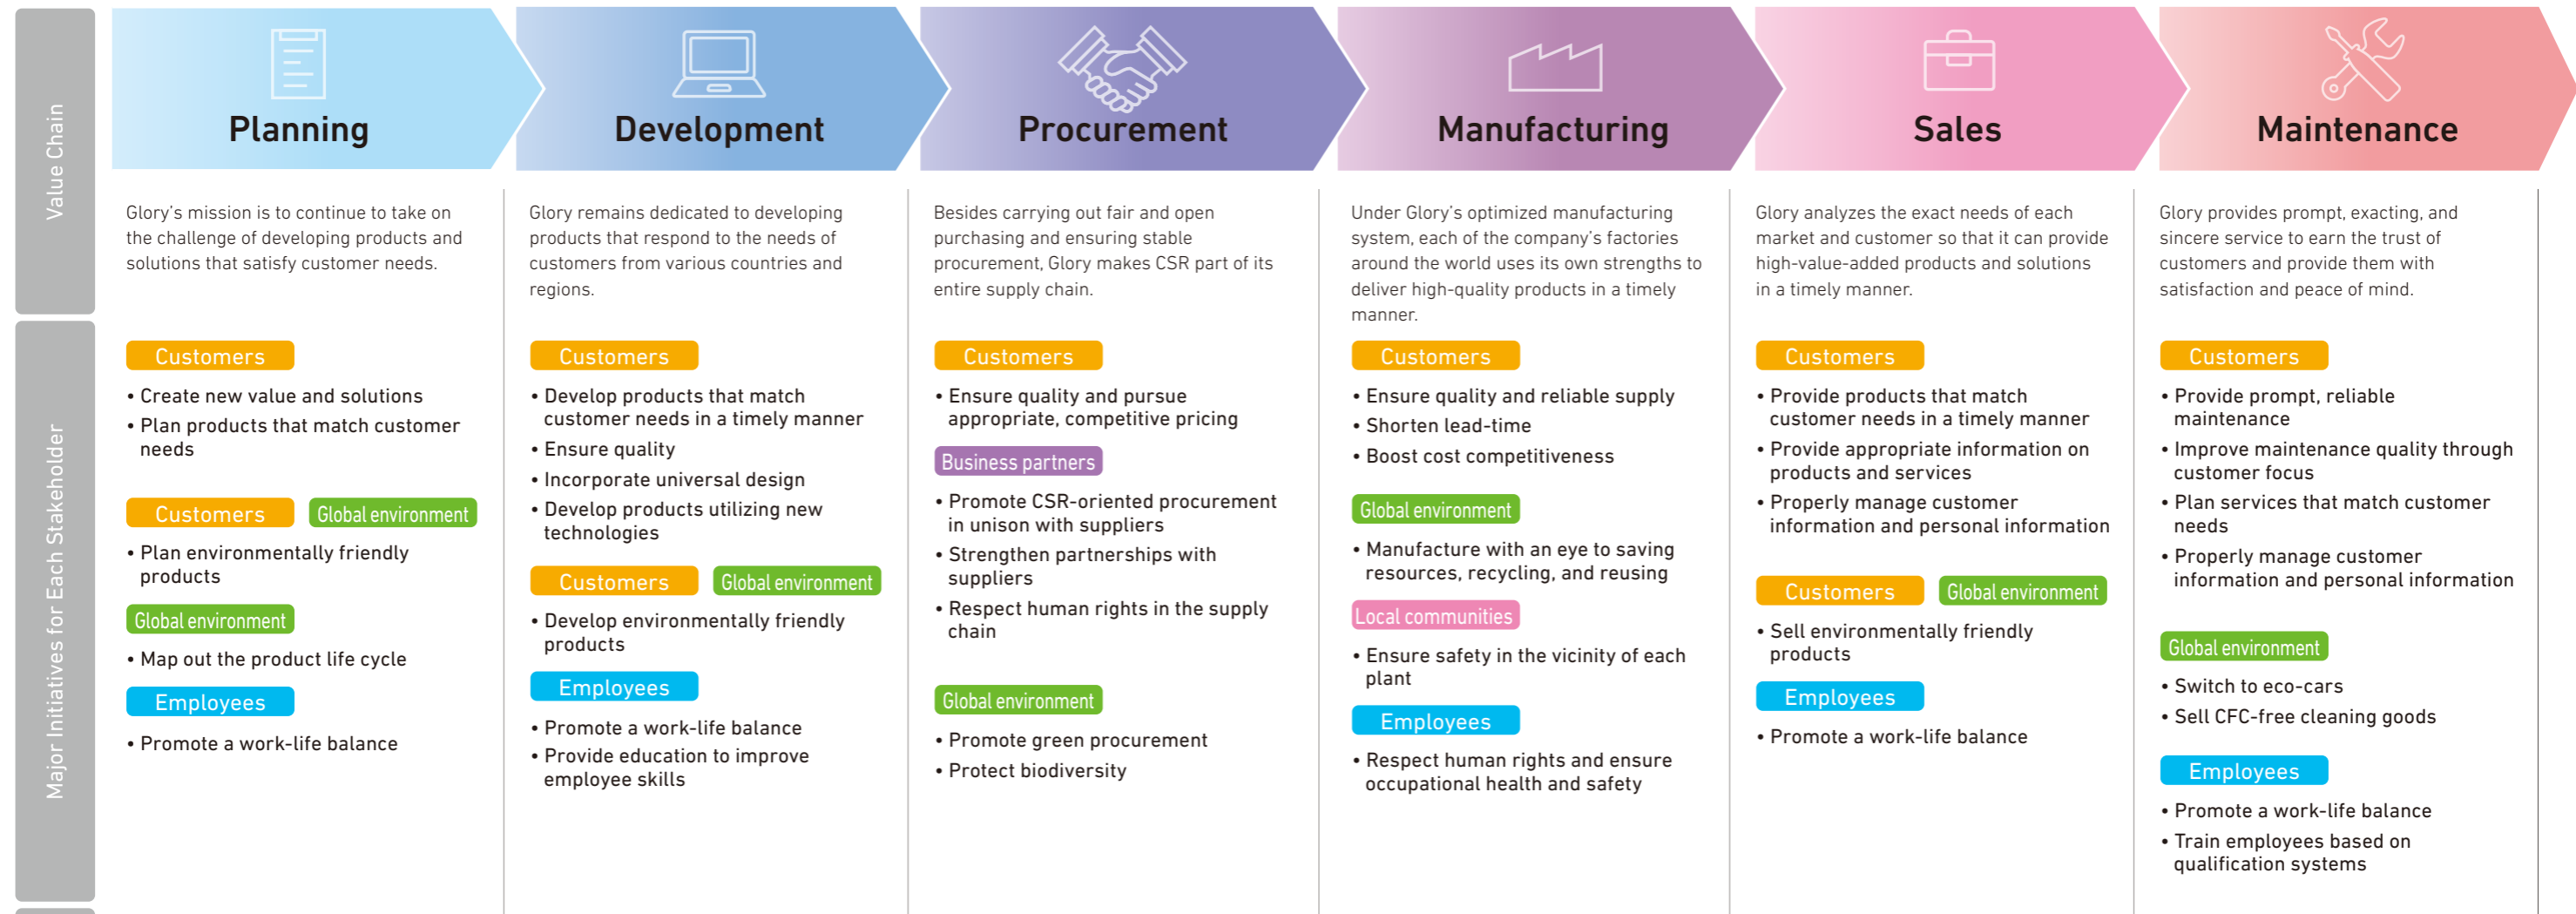 Value Chain
Planning
Development
Procurement
Manufacturing
Sales
Maintenance
Glory's mission is to continue to take on
the challenge of developing products and
solutions that satisfy customer needs.
Glory remains dedicated to developing
products that respond to the needs of
customers from various countries and
regions.
Besides carrying out fair and open
purchasing and ensuring stable
procurement, Glory makes CSR part of its
entire supply chain.
Under Glory's optimized manufacturing
system, each of the company's factories
around the world uses its own strengths to
deliver high-quality products in a timely
manner.
Glory analyzes the exact needs of each
market and customer so that it can provide
high-value-added products and solutions
in a timely manner.
Glory provides prompt, exacting, and
sincere service to earn the trust of
customers and provide them with
satisfaction and peace of mind.
Major Initiatives for Each Stakeholder
Customers
• Create new value and solutions
• Plan products that match customer
needs
Customers Global environment
• Plan environmentally friendly
products
Global environment
• Map out the product life cycle
Employees
• Promote a work-life balance
Customers
• Develop products that match
customer needs in a timely manner
• Ensure quality
• Incorporate universal design
• Develop products utilizing new
technologies
Customers Global environment
• Develop environmentally friendly
products
Employees
• Promote a work-life balance
• Provide education to improve
employee skills
Customers
• Ensure quality and pursue
appropriate, competitive pricing
Business partners
• Promote CSR-oriented procurement
in unison with suppliers
• Strengthen partnerships with
suppliers
• Respect human rights in the supply
chain
Global environment
• Promote green procurement
• Protect biodiversity
Customers
• Ensure quality and reliable supply
• Shorten lead-time
• Boost cost competitiveness
Global environment
• Manufacture with an eye to saving
resources, recycling, and reusing
Local communities
• Ensure safety in the vicinity of each
plant
Employees
• Respect human rights and ensure
occupational health and safety
Customers
• Provide products that match
customer needs in a timely manner
• Provide appropriate information on
products and services
• Properly manage customer
information and personal information
Customers Global environment
• Sell environmentally friendly
products
Employees
• Promote a work-life balance
Customers
• Provide prompt, reliable
maintenance
• Improve maintenance quality through
customer focus
• Plan services that match customer
needs
• Properly manage customer
information and personal information
Global environment
• Switch to eco-cars
• Sell CFC-free cleaning goods
Employees
• Promote a work-life balance
• Train employees based on
qualification systems